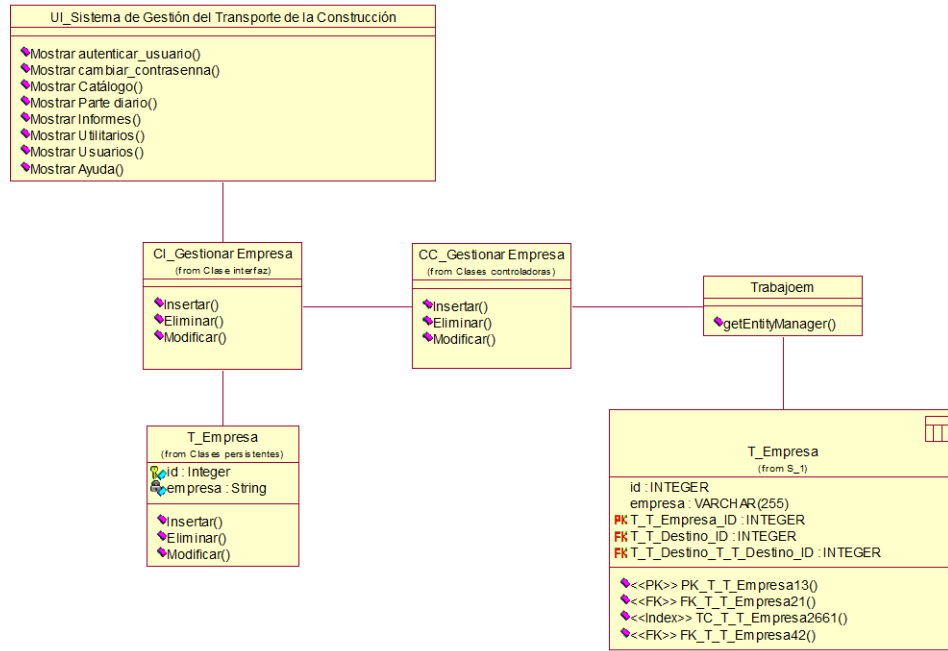 UI_Sistema de Gestión del Transporte de la Construcción
Mostrar autenticar_usuario()
Mostrar cambiar_contrasenna()
Mostrar Catálogo()
Mostrar Parte diario()
Mostrar Informes()
Mostrar Utilitarios()
Mostrar Usuarios()
Mostrar Ayuda()
CI_Gestionar Empresa
(from Clase interfaz)
Insertar()
Eliminar()
Modificar()
CC_Gestionar Empresa
(from Clases controladoras)
Insertar()
Eliminar()
Modificar()
Trabajoem
getEntityManager()
T_Empresa
(from Clases persistentes)
id : Integer
empresa : String
Insertar()
Eliminar()
Modificar()
T_Empresa
(from S_1)
id : INTEGER
empresa : VARCHAR(255)
PK T_T_Empresa_ID : INTEGER
FK T_T_Destino_ID : INTEGER
FK T_T_Destino_T_T_Destino_ID : INTEGER
<<PK>> PK_T_T_Empresa13()
<<FK>> FK_T_T_Empresa21()
<<Index>> TC_T_T_Empresa2661()
<<FK>> FK_T_T_Empresa42()